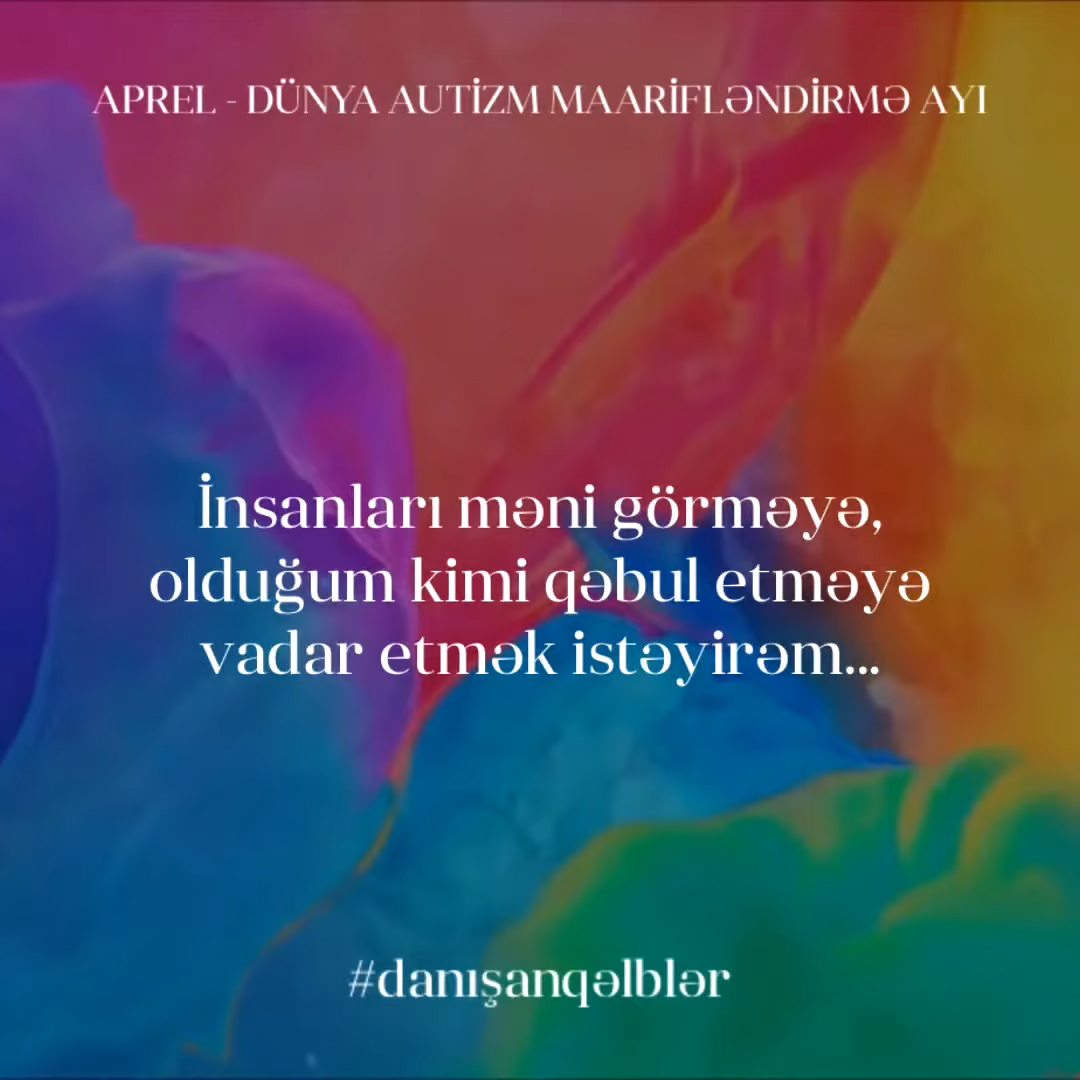 APREL - DÜNYA AUTİZM MAARİFLƏNDİRMƏ AYI
İnsanları məni görməyə,
olduğum kimi qəbul etməyə
vadar etmək istəyirəm...
#danışanqəlblər